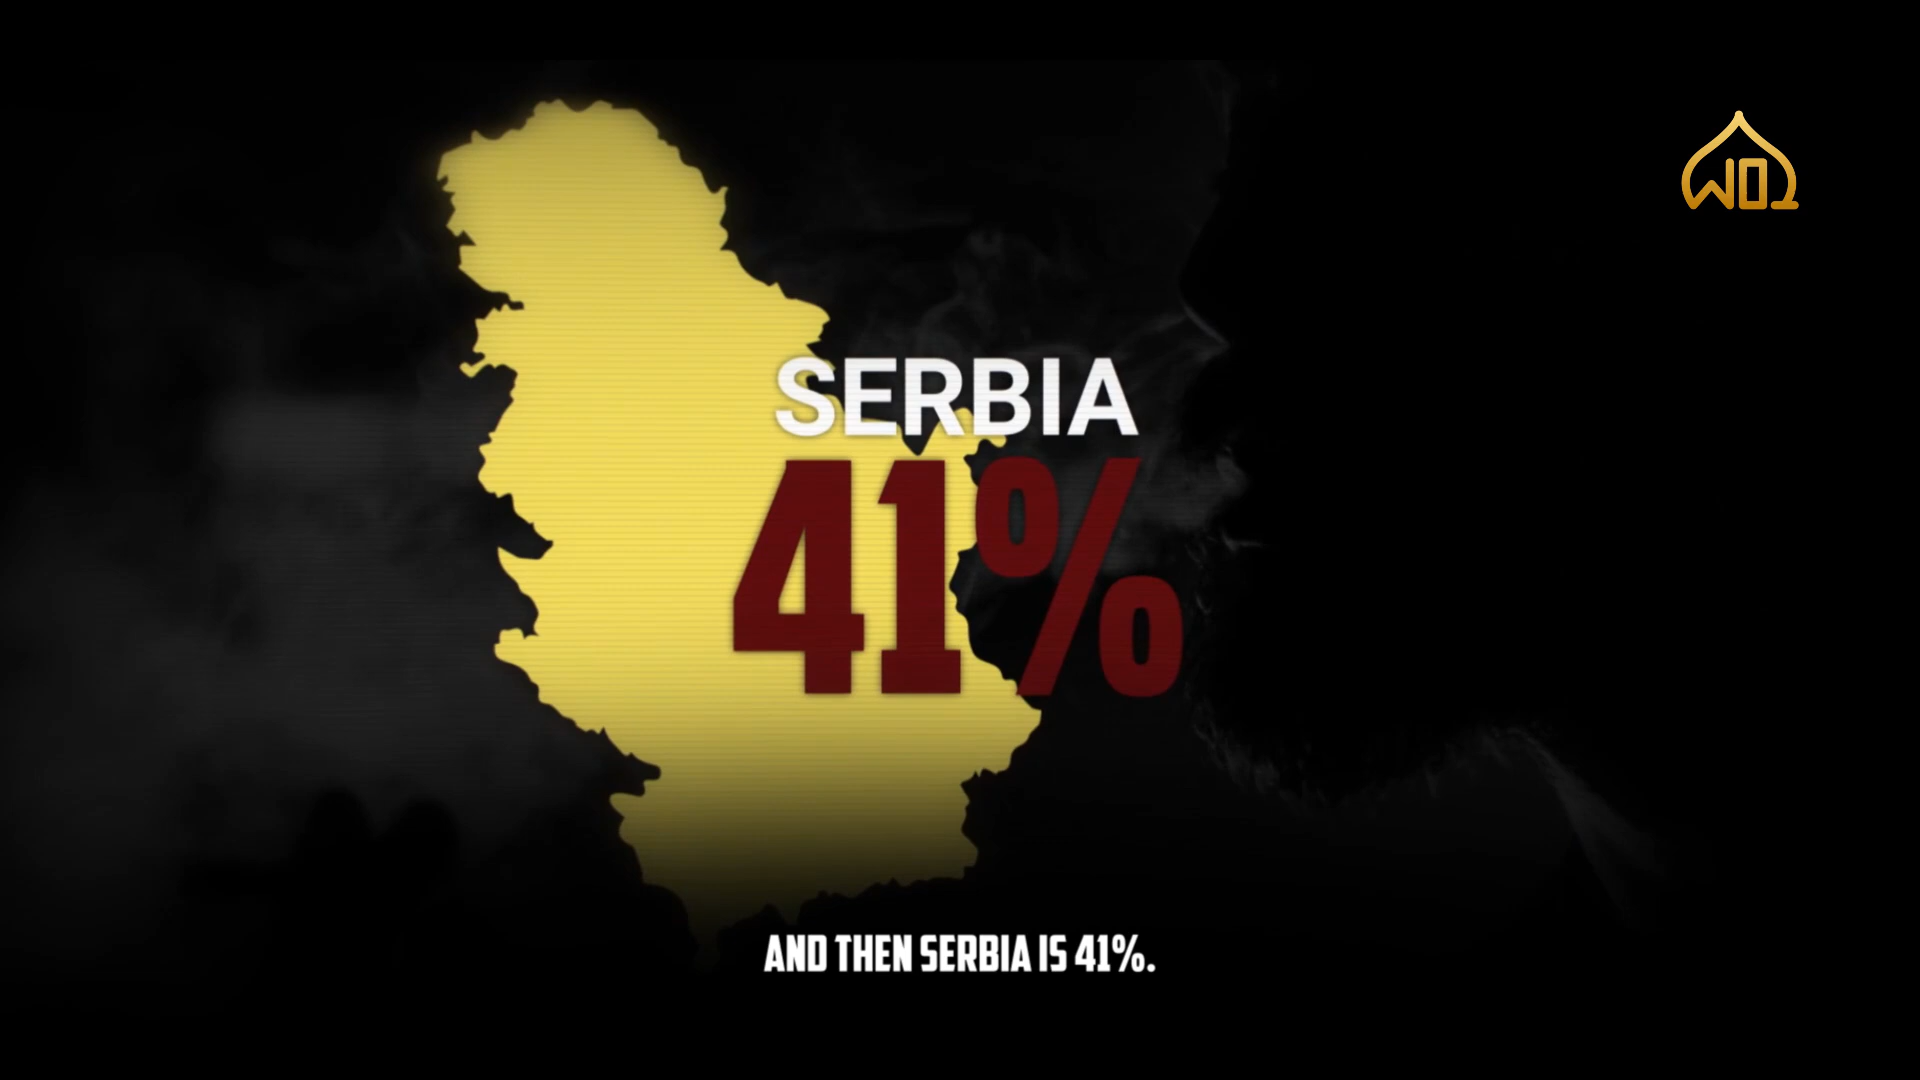 SERBIA
41%
AND THEN SERBIA IS 41%.